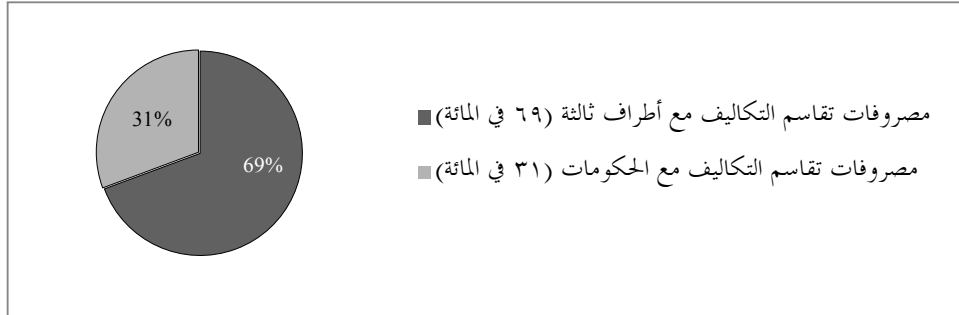 مصروفات تقاسم التكاليف مع أطراف ثالثة (٦٩ في المائة)
مصروفات تقاسم التكاليف مع الحكومات (٣١ في المائة)
31%
69%